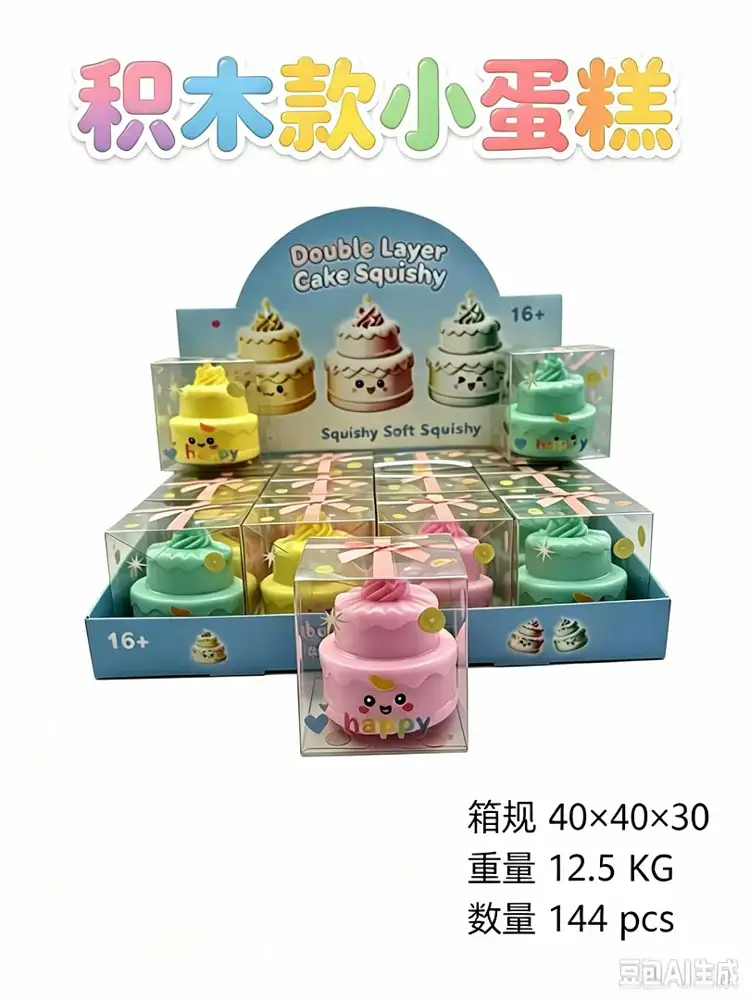 积木款小蛋糕
Double Layer
Cake Squishy
16+
Squishy Soft Squishy
happy
happy
16+
happy
箱规 40×40×30
重量 12.5 KG
数量 144 pcs
豆包AI生成